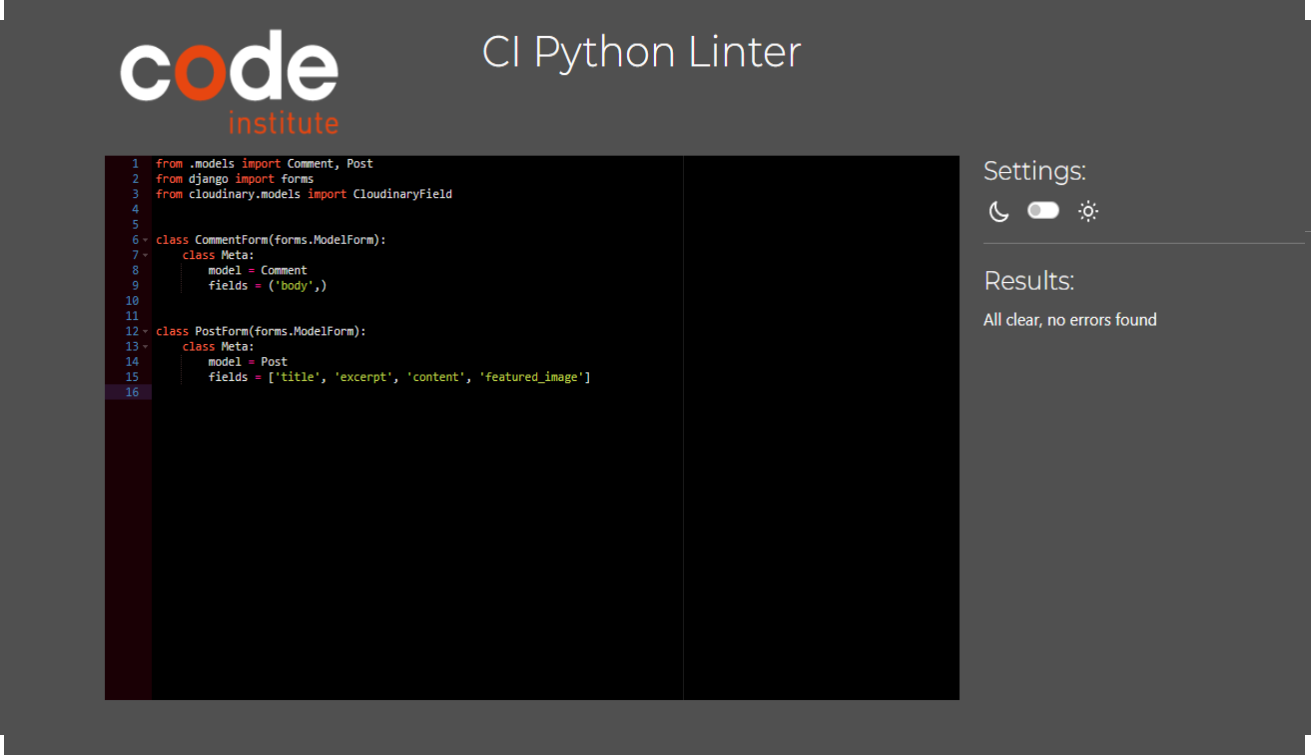 code
institute
CI Python Linter
1 from .models import Comment, Post
2 from django import forms
3 from cloudinary.models import CloudinaryField
4
5
6 class CommentForm(forms.ModelForm):
7     class Meta:
8         model = Comment
9         fields = ('body',)
10
11
12 class PostForm(forms.ModelForm):
13     class Meta:
14         model = Post
15         fields = ['title', 'excerpt', 'content', 'featured_image']
16
Settings:
Results:
All clear, no errors found